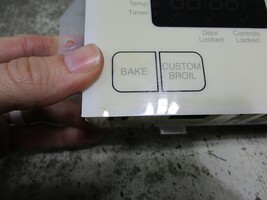 Temp
Timer
Door
Locked
Controls
Locked
BAKE
CUSTOM
BROIL